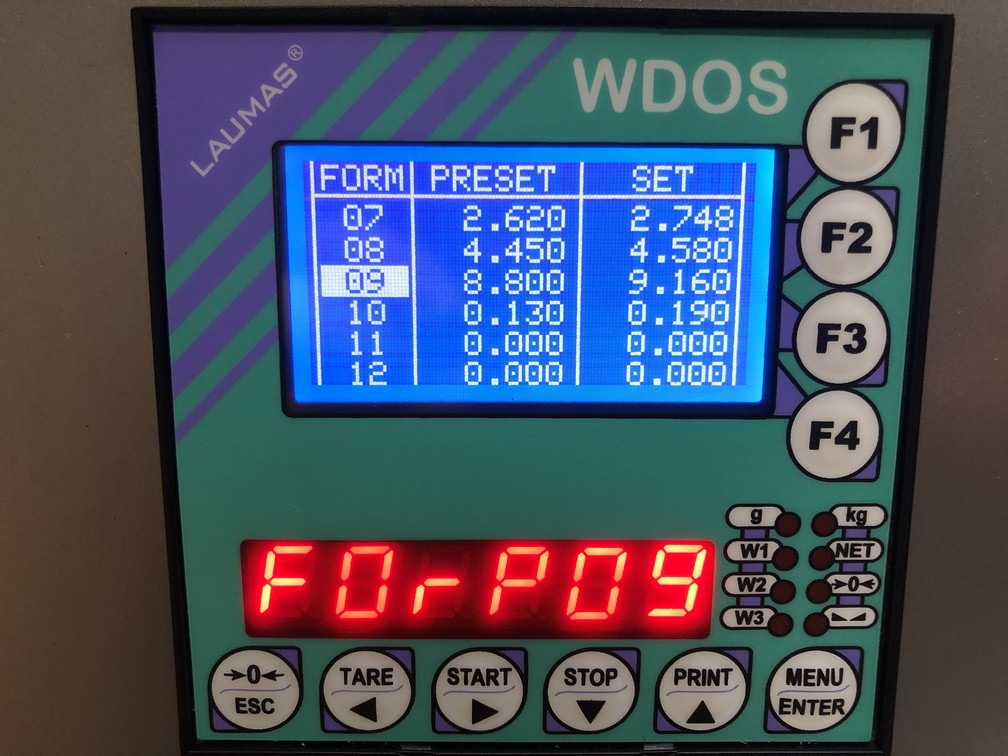 LAUMAS®
WDOS
F1
F2
F3
F4
FORM PRESET SET
07 2.620 2.748
08 4.450 4.580
09 8.800 9.160
10 0.130 0.190
11 0.000 0.000
12 0.000 0.000
g kg
W1 NET
W2 →0←
W3
F0rP09
→0← TARE START STOP PRINT MENU
ESC ◀ ▶ ▼ ▲ ENTER